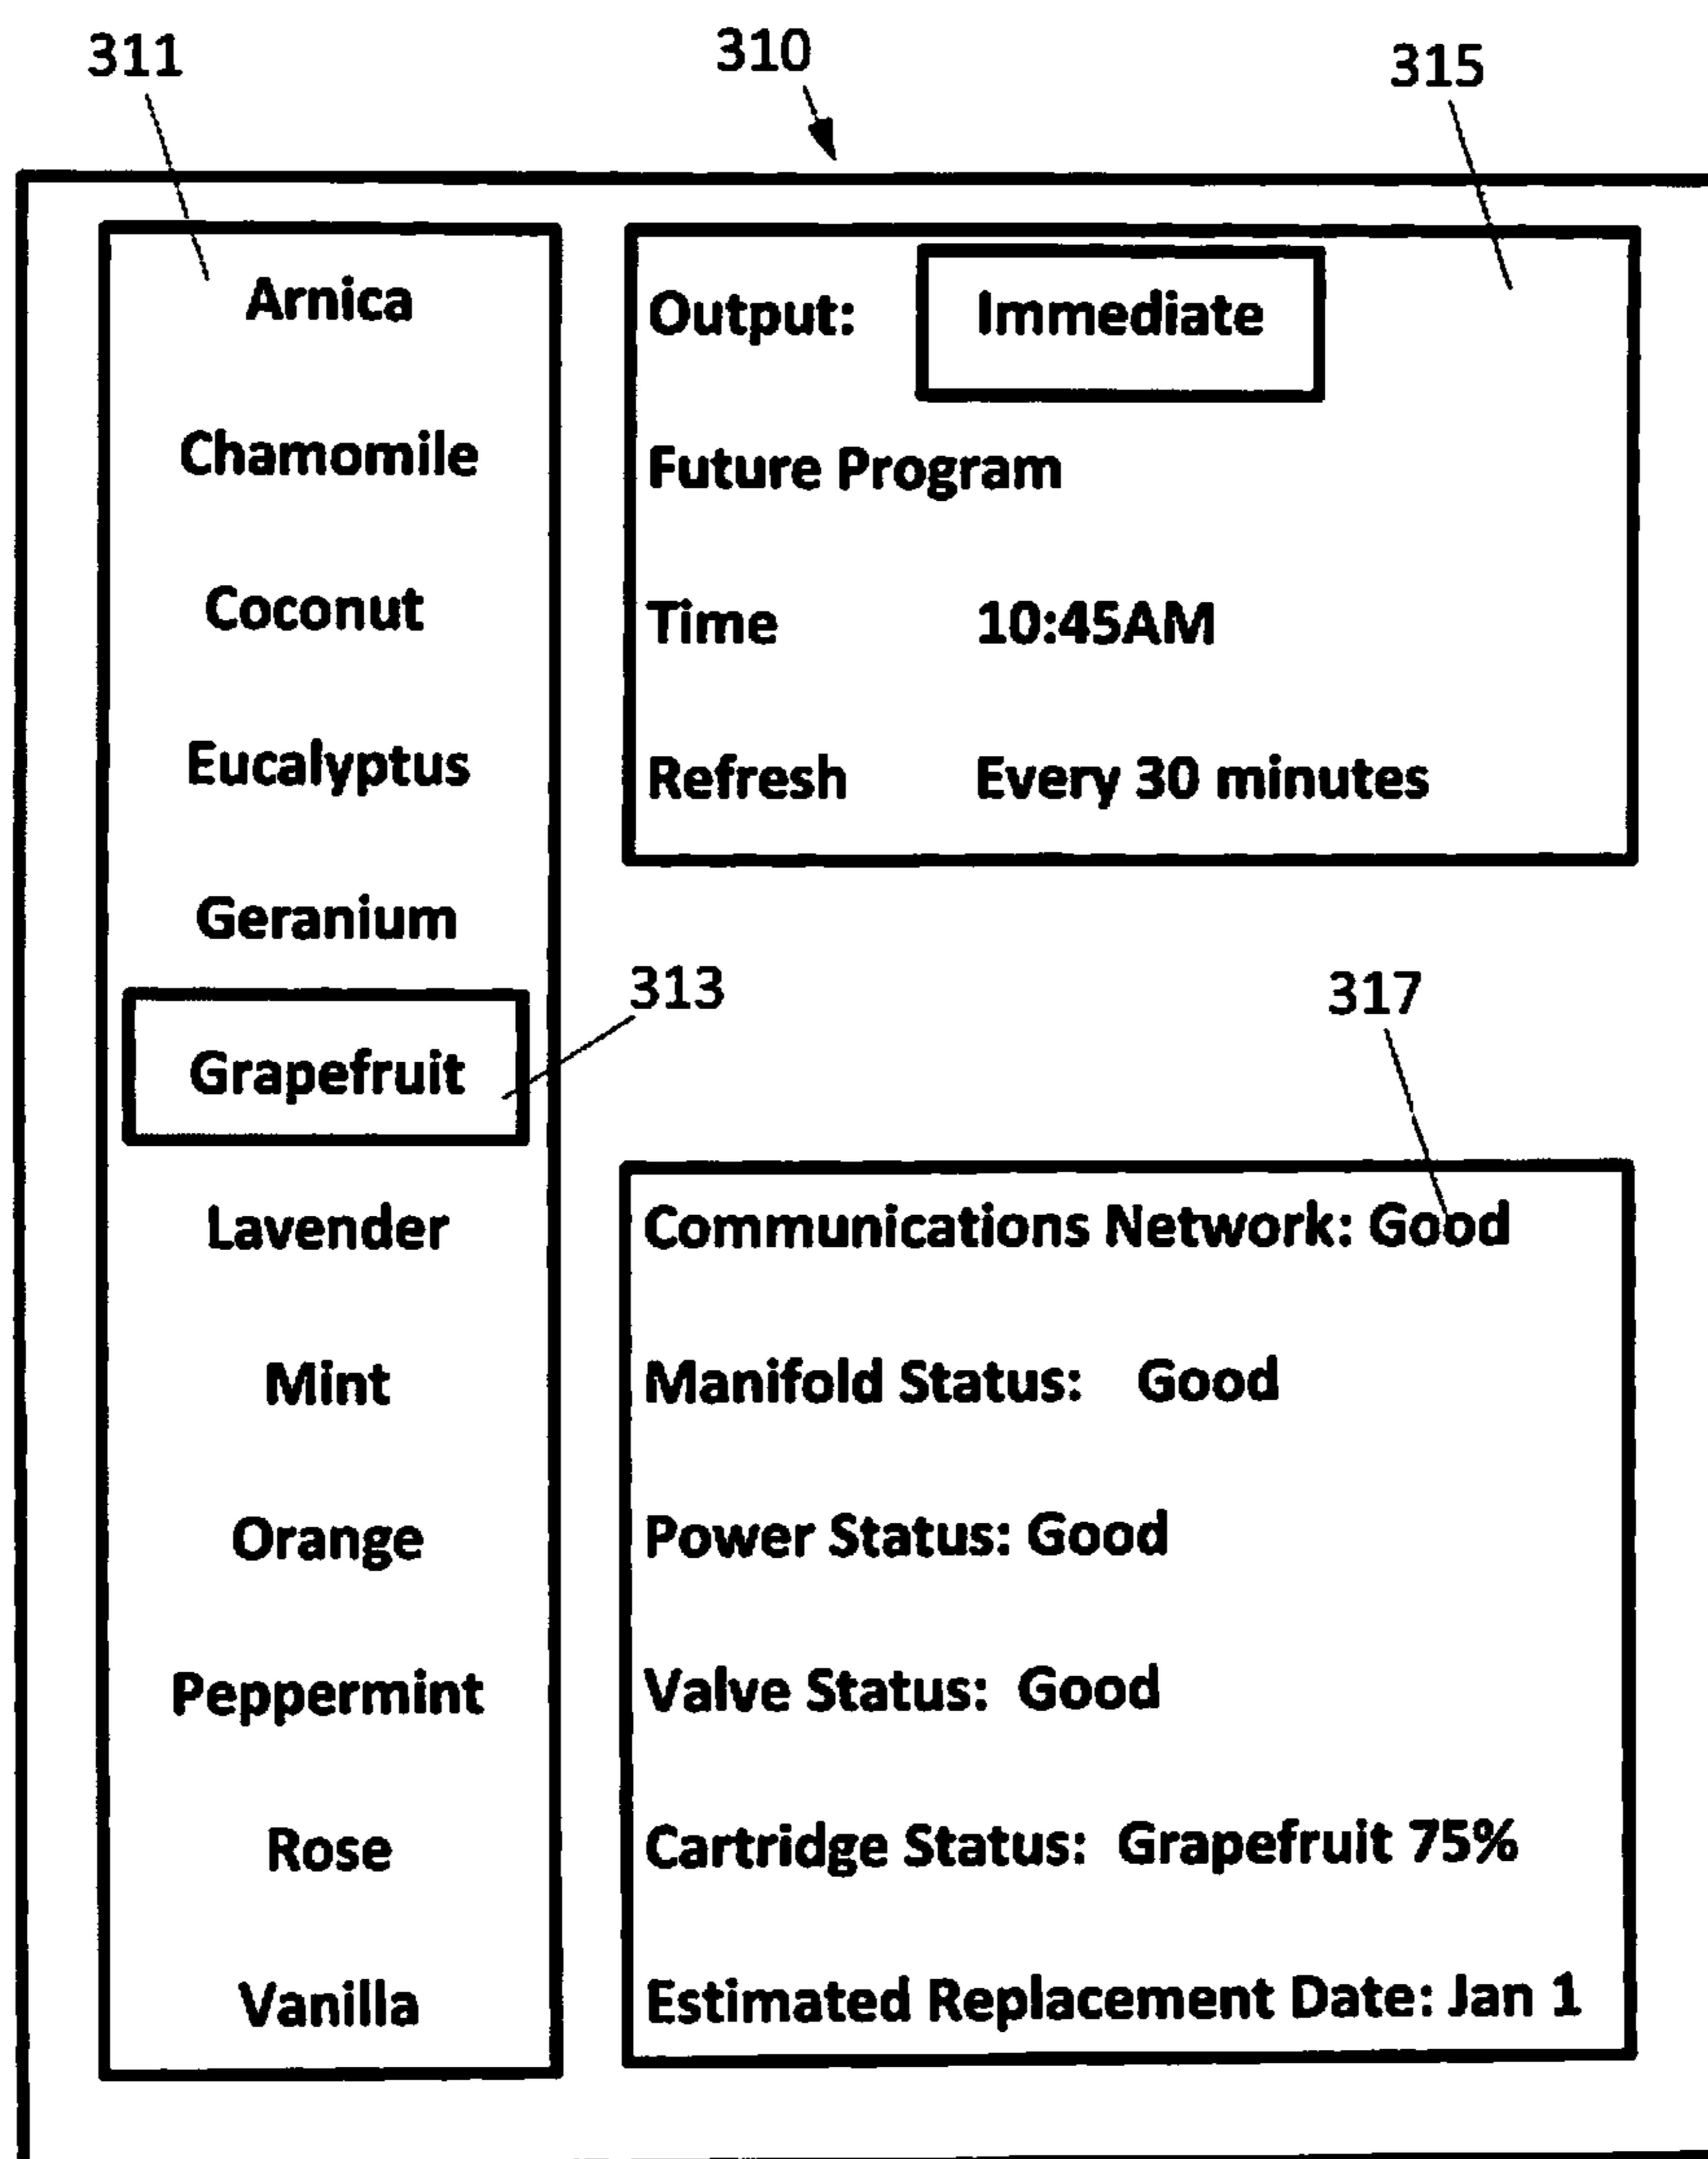 311
310
315
Arnica
Chamomile
Coconut
Eucalyptus
Geranium
Grapefruit
313
Lavender
Mint
Orange
Peppermint
Rose
Vanilla
Output: Immediate
Future Program
Time 10:45AM
Refresh Every 30 minutes
317
Communications Network: Good
Manifold Status: Good
Power Status: Good
Valve Status: Good
Cartridge Status: Grapefruit 75%
Estimated Replacement Date: Jan 1